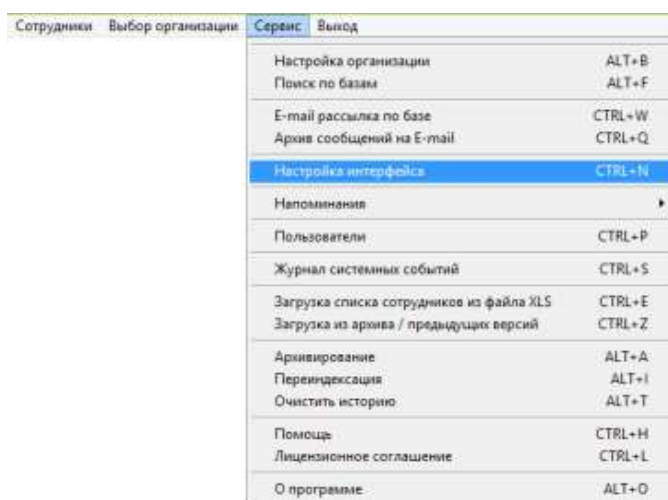 Сотрудники Выбор организации Сервис Выход
Настройка организации ALT+B
Поиск по базам ALT+F
E-mail рассылка по базе CTRL+W
Архив сообщений на E-mail CTRL+Q
Настройка интерфейса CTRL+N
Напоминания
Пользователи CTRL+P
Журнал системных событий CTRL+S
Загрузка списка сотрудников из файла XLS CTRL+E
Загрузка из архива / предыдущих версий CTRL+Z
Архивирование ALT+A
Переиндексация ALT+I
Очистить историю ALT+T
Помощь CTRL+H
Лицензионное соглашение CTRL+L
О программе ALT+O